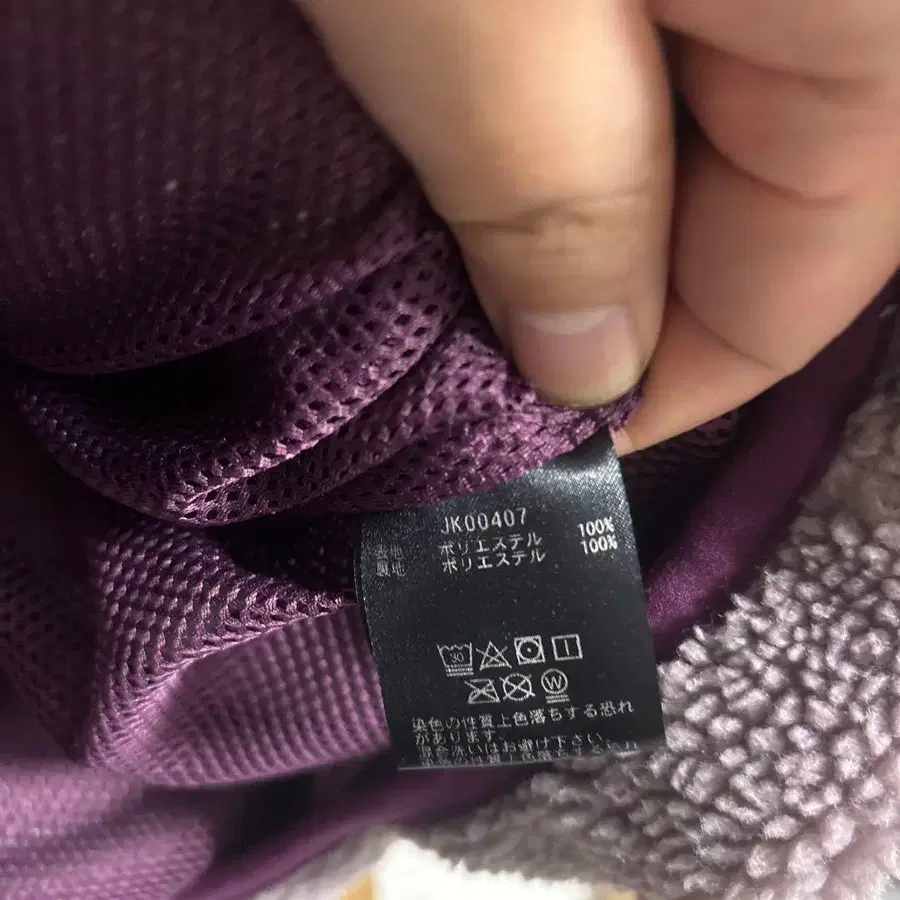 JK00407
表地 ポリエステル 100%
裏地 ポリエステル 100%
30
W
染色の性質上色落ちする恐れ
があります。
混合洗いはお避け下さい。